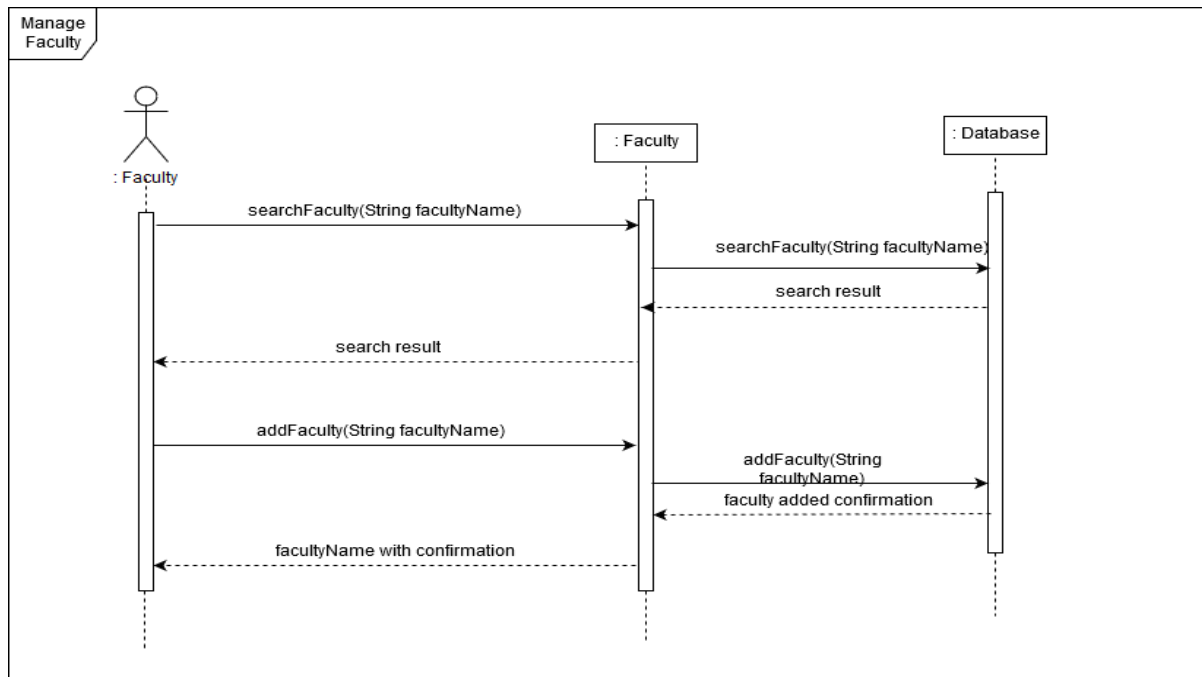 Manage
Faculty
: Faculty
: Faculty
: Database
searchFaculty(String facultyName)
searchFaculty(String facultyName)
search result
search result
addFaculty(String facultyName)
addFaculty(String
facultyName)
faculty added confirmation
facultyName with confirmation